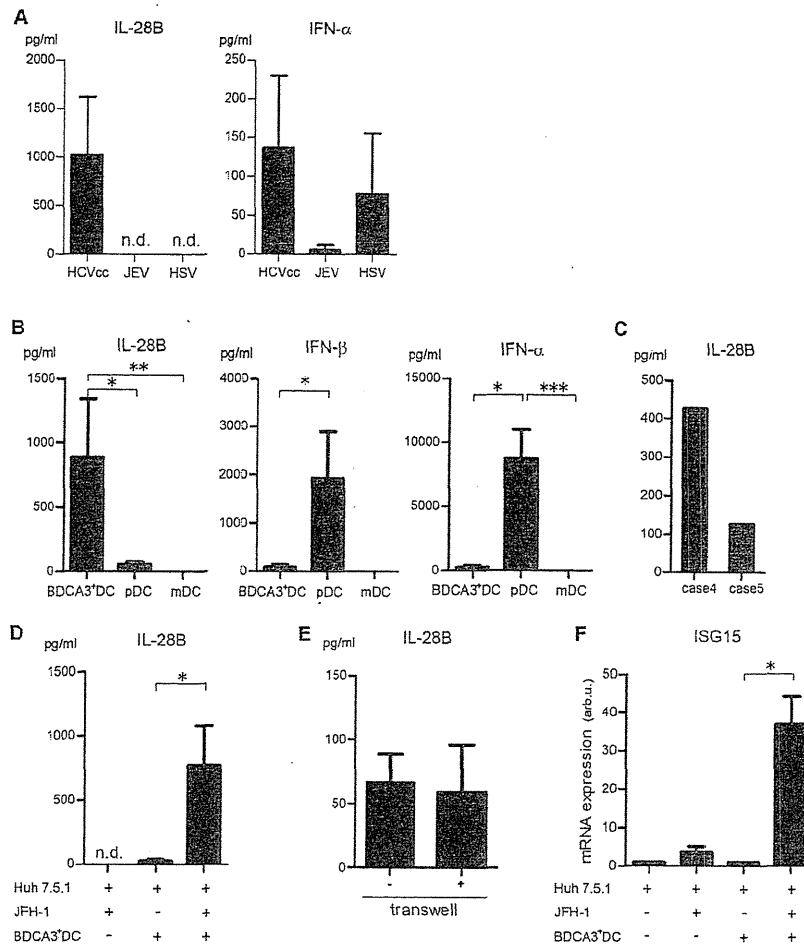 A
IL-28B
pg/ml
2000
1500
1000
500
0
n.d.
n.d.
HCVcc JEV HSV
IFN-α
pg/ml
250
200
150
100
50
0
HCVcc JEV HSV
B
IL-28B
pg/ml
**
*
1500
1000
500
0
BDCA3⁺DC pDC mDC
IFN-β
pg/ml
*
4000
3000
2000
1000
0
BDCA3⁺DC pDC mDC
IFN-α
pg/ml
* ***
15000
10000
5000
0
BDCA3⁺DC pDC mDC
C
IL-28B
pg/ml
500
400
300
200
100
0
case4 case5
D
IL-28B
pg/ml
*
1500
1000
500
0
n.d.
Huh 7.5.1 + + +
JFH-1 + - +
BDCA3⁺DC - + +
E
IL-28B
pg/ml
150
100
50
0
- +
transwell
F
ISG15
mRNA expression (arb.u.)
*
50
40
30
20
10
0
Huh 7.5.1 + + + +
JFH-1 - + - +
BDCA3⁺DC - - + +